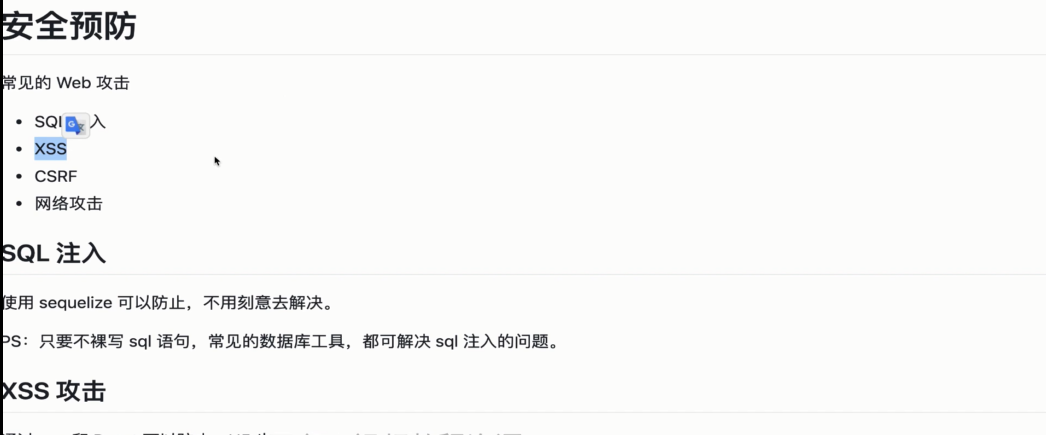 安全预防
常见的 Web 攻击
SQL 入
XSS
CSRF
网络攻击
SQL 注入
使用 sequelize 可以防止，不用刻意去解决。
PS：只要不裸写 sql 语句，常见的数据库工具，都可解决 sql 注入的问题。
XSS 攻击